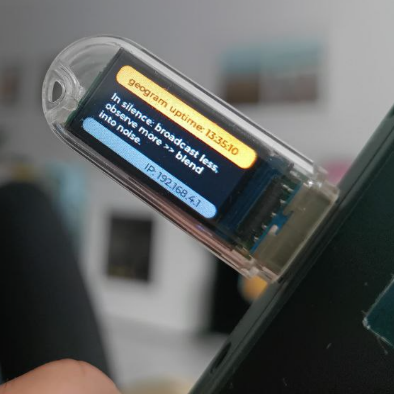 geogram uptime: 13:35:10
In silence: broadcast less,
observe more >> blend
into noise.
IP: 192.168.4.1